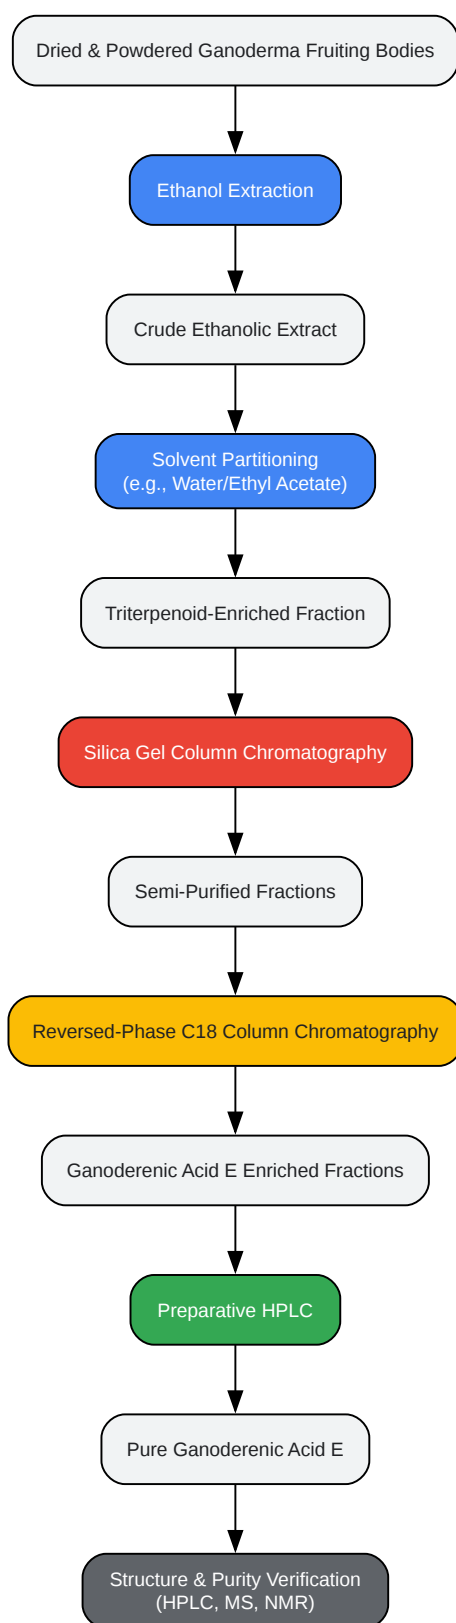 Dried & Powdered Ganoderma Fruiting Bodies
Ethanol Extraction
Crude Ethanolic Extract
Solvent Partitioning
(e.g., Water/Ethyl Acetate)
Triterpenoid-Enriched Fraction
Silica Gel Column Chromatography
Semi-Purified Fractions
Reversed-Phase C18 Column Chromatography
Ganoderenic Acid E Enriched Fractions
Preparative HPLC
Pure Ganoderenic Acid E
Structure & Purity Verification
(HPLC, MS, NMR)